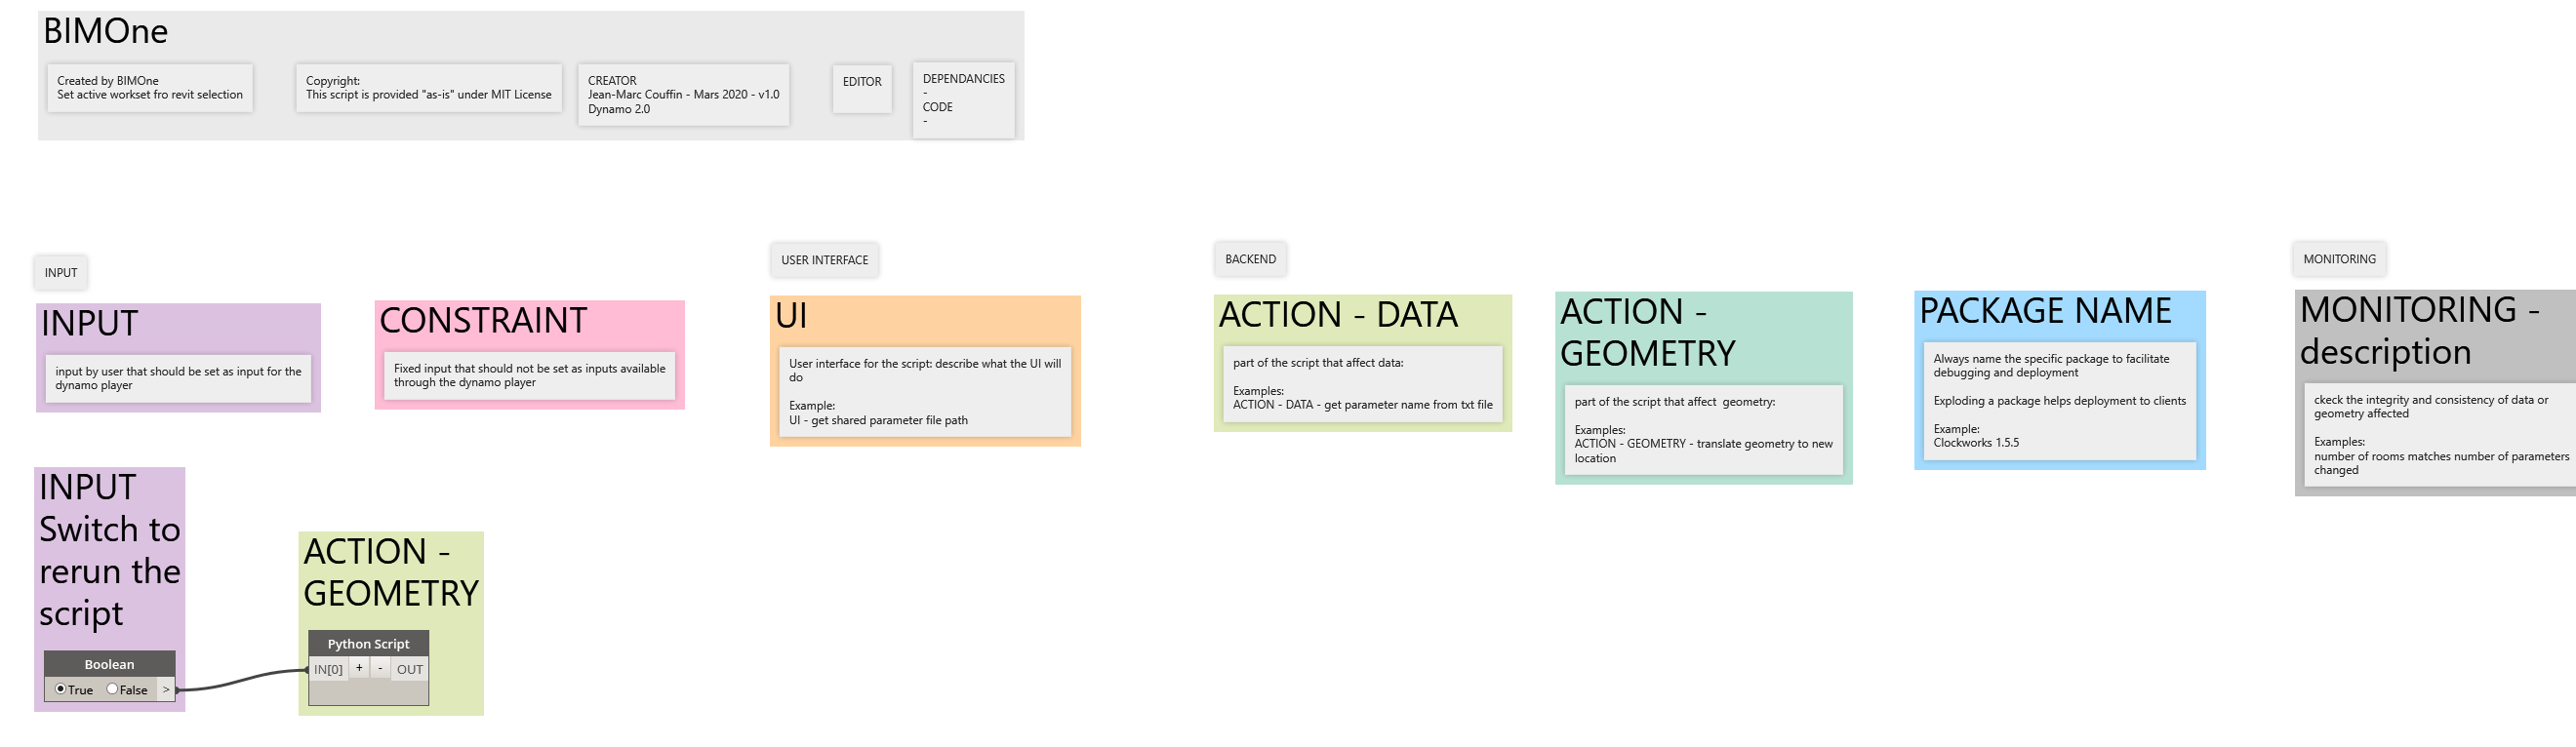 BIMOne
Created by BIMOne
Set active workset fro revit selection
Copyright:
This script is provided "as-is" under MIT License
CREATOR
Jean-Marc Couffin - Mars 2020 - v1.0
Dynamo 2.0
EDITOR
DEPENDANCIES
-
CODE
-
INPUT
INPUT
input by user that should be set as input for the
dynamo player
CONSTRAINT
Fixed input that should not be set as inputs available
through the dynamo player
USER INTERFACE
UI
User interface for the script: describe what the UI will
do
Example:
UI - get shared parameter file path
BACKEND
ACTION - DATA
part of the script that affect data:
Examples:
ACTION - DATA - get parameter name from txt file
ACTION -
GEOMETRY
part of the script that affect  geometry:
Examples:
ACTION - GEOMETRY - translate geometry to new
location
PACKAGE NAME
Always name the specific package to facilitate
debugging and deployment
Exploding a package helps deployment to clients
Example:
Clockworks 1.5.5
MONITORING
MONITORING -
description
ckeck the integrity and consistency of data or
geometry affected
Examples:
number of rooms matches number of parameters
changed
INPUT
Switch to
rerun the
script
Boolean
True False >
ACTION -
GEOMETRY
Python Script
IN[0] + - OUT